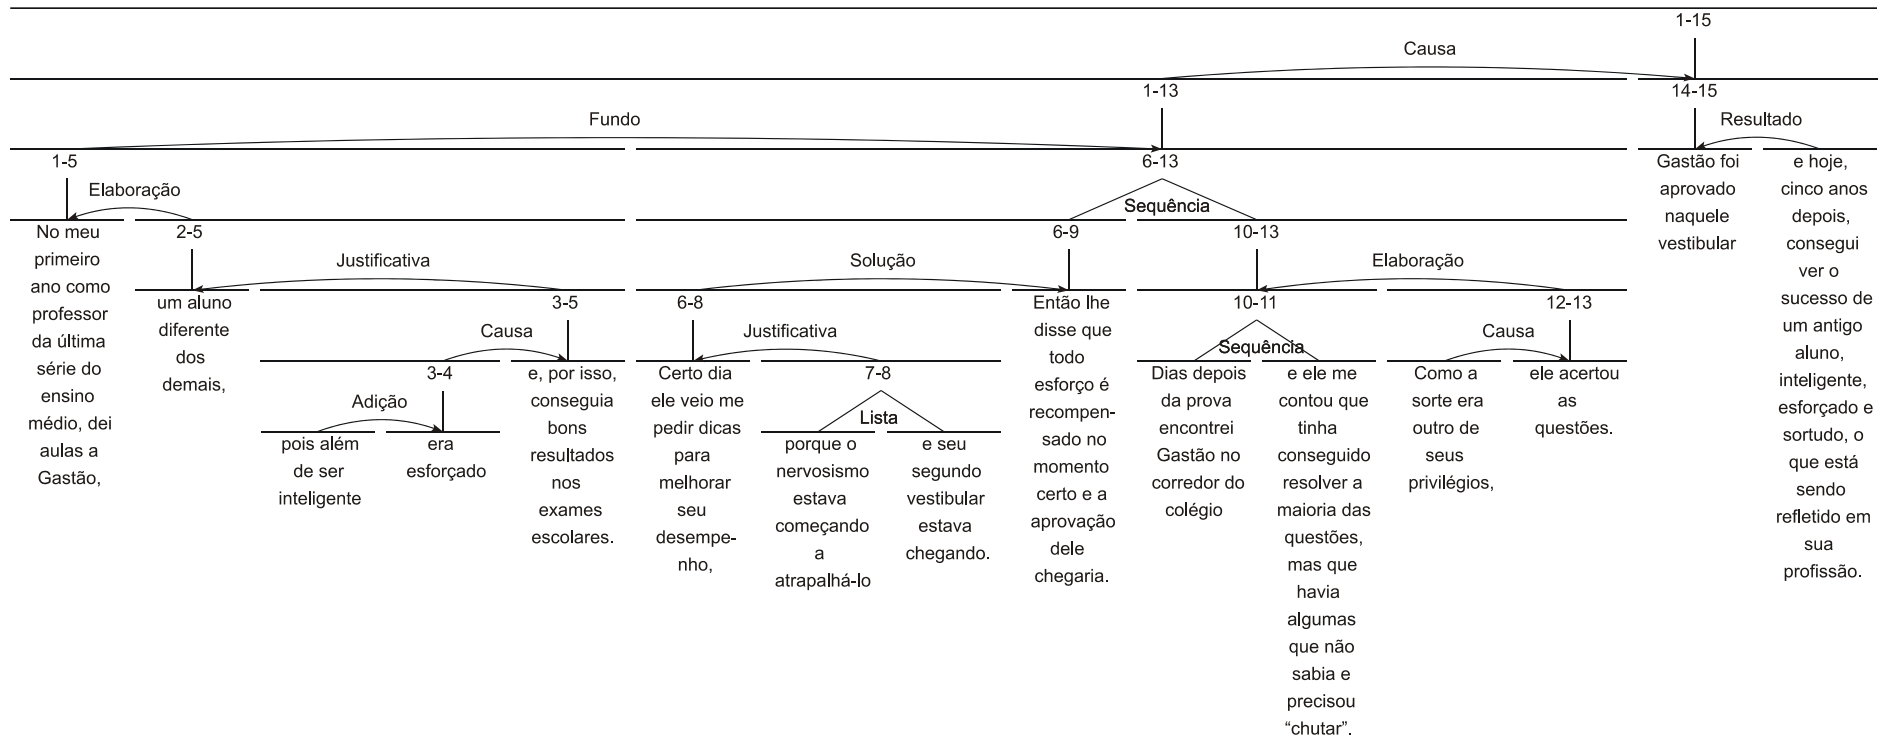 1-15
Causa
1-13
14-15
Fundo
Resultado
1-5
6-13
Gastão foi
aprovado
naquele
vestibular
e hoje,
cinco anos
depois,
consegui
ver o
sucesso de
um antigo
aluno,
inteligente,
esforçado e
sortudo, o
que está
sendo
refletido em
sua
profissão.
Elaboração
Sequência
No meu
primeiro
ano como
professor
da última
série do
ensino
médio, dei
aulas a
Gastão,
2-5
6-9
10-13
Justificativa
Solução
Elaboração
um aluno
diferente
dos
demais,
3-5
6-8
Então lhe
disse que
todo
esforço é
recompen-
sado no
momento
certo e a
aprovação
dele
chegaria.
10-11
12-13
Causa
Justificativa
Sequência
Causa
3-4
e, por isso,
conseguia
bons
resultados
nos
exames
escolares.
Certo dia
ele veio me
pedir dicas
para
melhorar
seu
desempe-
nho,
7-8
Dias depois
da prova
encontrei
Gastão no
corredor do
colégio
e ele me
contou que
tinha
conseguido
resolver a
maioria das
questões,
mas que
havia
algumas
que não
sabia e
precisou
“chutar”.
Como a
sorte era
outro de
seus
privilégios,
ele acertou
as
questões.
Adição
Lista
pois além
de ser
inteligente
era
esforçado
porque o
nervosismo
estava
começando
a
atrapalhá-lo
e seu
segundo
vestibular
estava
chegando.